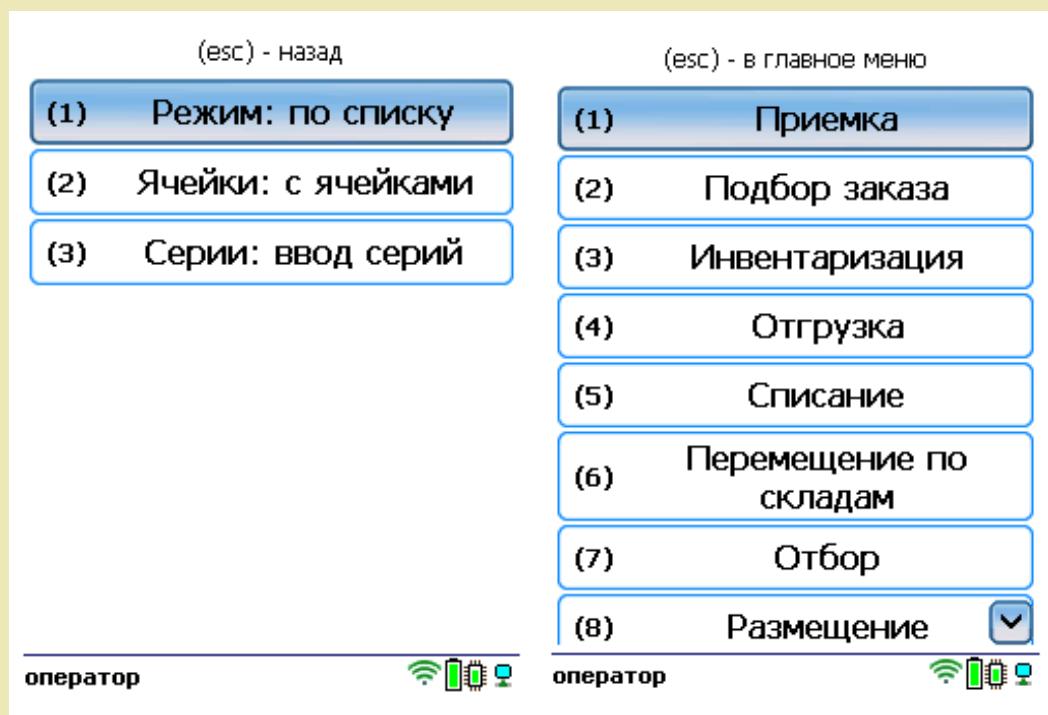 (esc) - назад
(1) Режим: по списку
(2) Ячейки: с ячейками
(3) Серии: ввод серий
оператор
(esc) - в главное меню
(1) Приемка
(2) Подбор заказа
(3) Инвентаризация
(4) Отгрузка
(5) Списание
(6) Перемещение по
складам
(7) Отбор
(8) Размещение
оператор